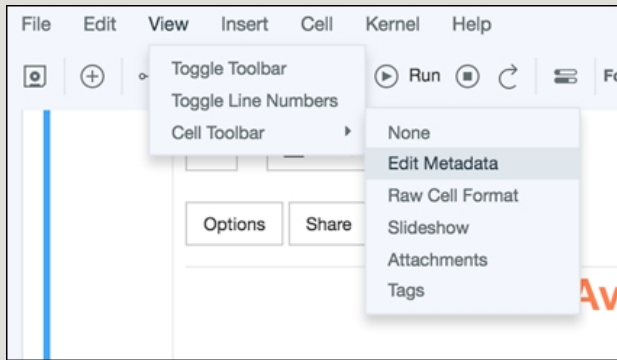 File Edit View Insert Cell Kernel Help
Toggle Toolbar
Run
Toggle Line Numbers
Cell Toolbar
None
Edit Metadata
Raw Cell Format
Options Share
Slideshow
Attachments
Tags